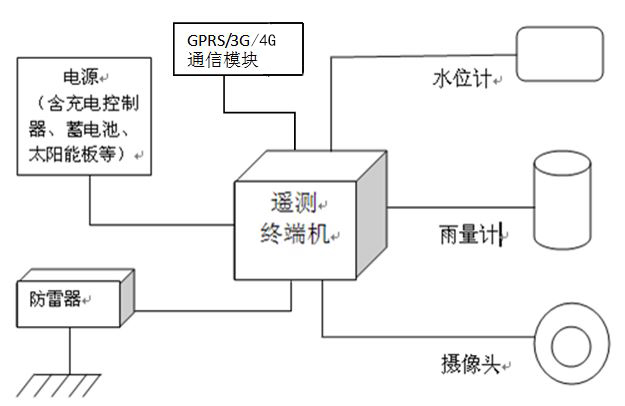 GPRS/3G/4G
通信模块
电源
（含充电控制
器、蓄电池、
太阳能板等）
水位计
遥测
终端机
雨量计
防雷器
摄像头